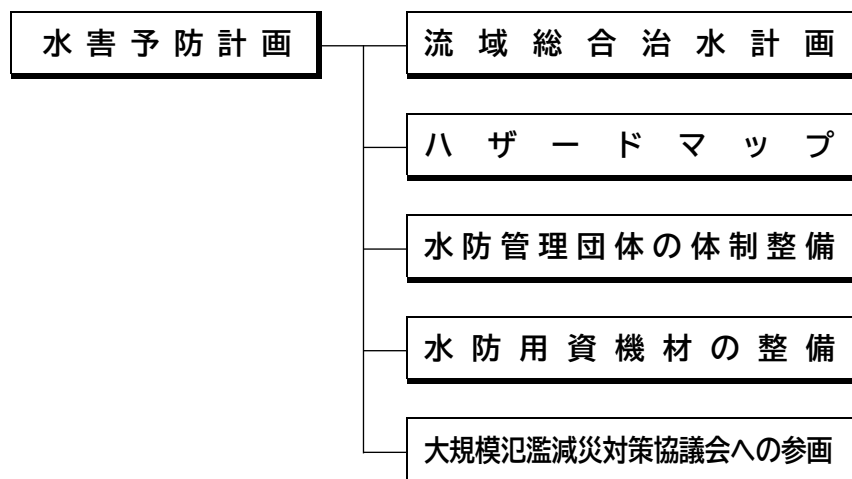 水害予防計画
流域総合治水計画
ハザードマップ
水防管理団体の体制整備
水防用資機材の整備
大規模氾濫減災対策協議会への参画